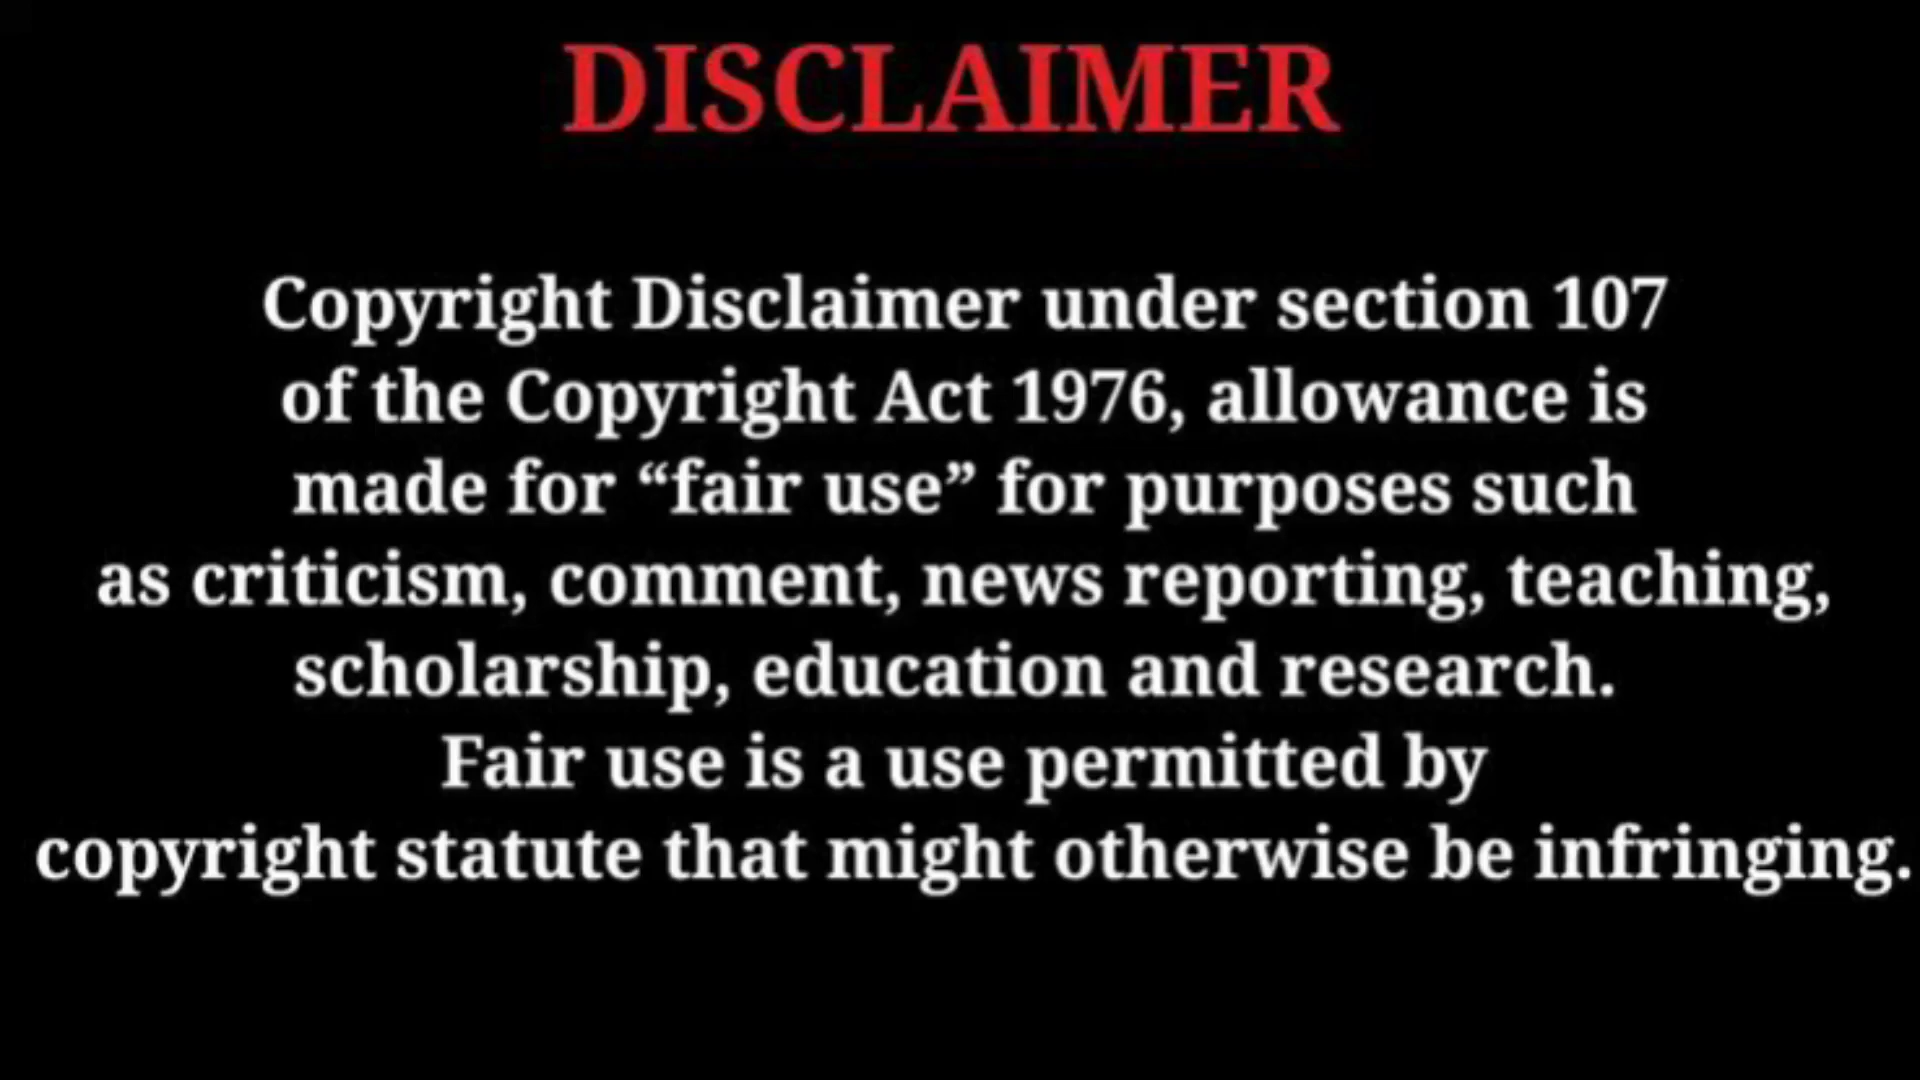 DISCLAIMER
Copyright Disclaimer under section 107
of the Copyright Act 1976, allowance is
made for “fair use” for purposes such
as criticism, comment, news reporting, teaching,
scholarship, education and research.
Fair use is a use permitted by
copyright statute that might otherwise be infringing.